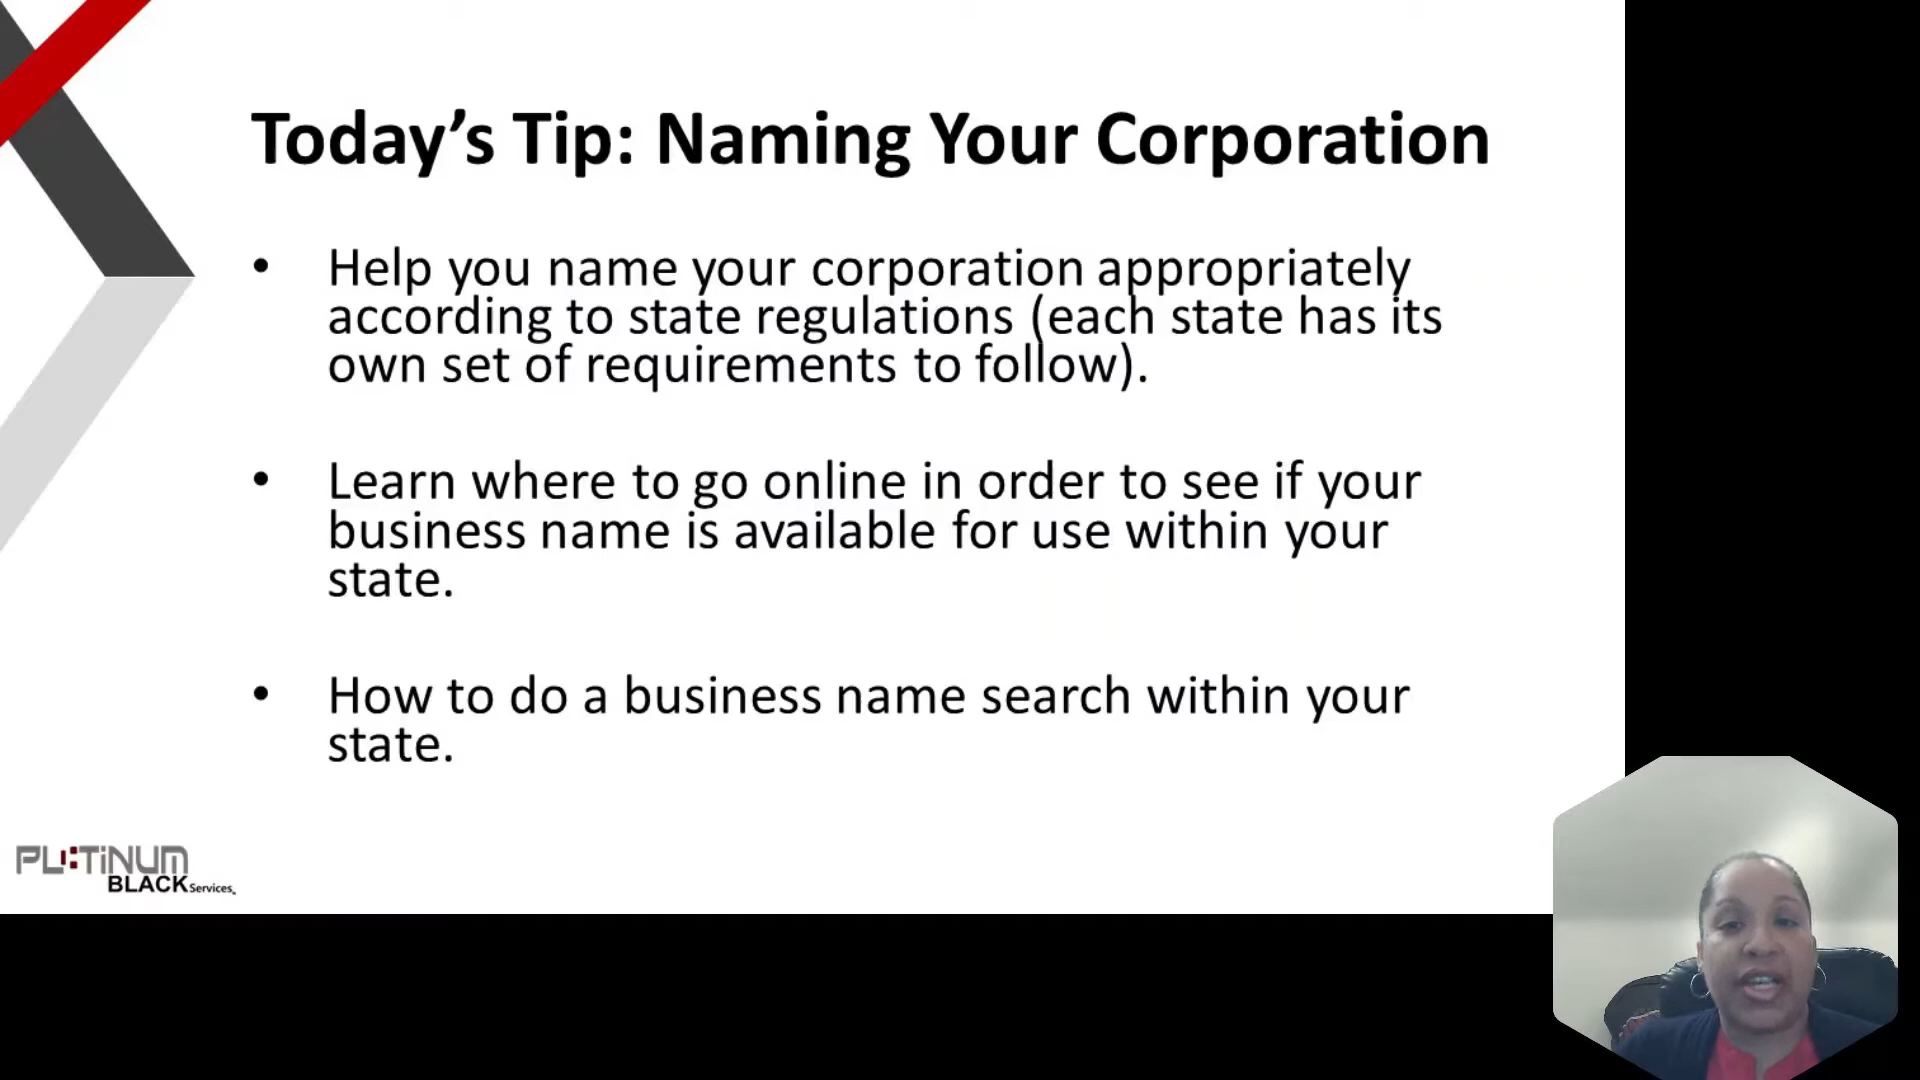 Today’s Tip: Naming Your Corporation
• Help you name your corporation appropriately
according to state regulations (each state has its
own set of requirements to follow).
• Learn where to go online in order to see if your
business name is available for use within your
state.
• How to do a business name search within your
state.
PLATiNUM
BLACK Services